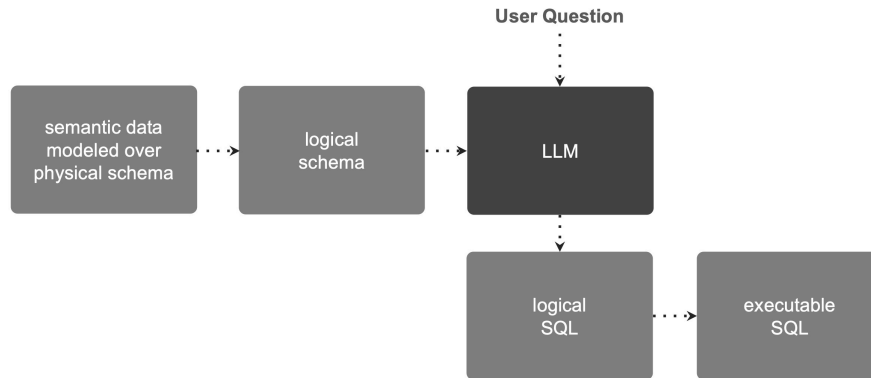 User Question
semantic data
modeled over
physical schema
logical
schema
LLM
logical
SQL
executable
SQL